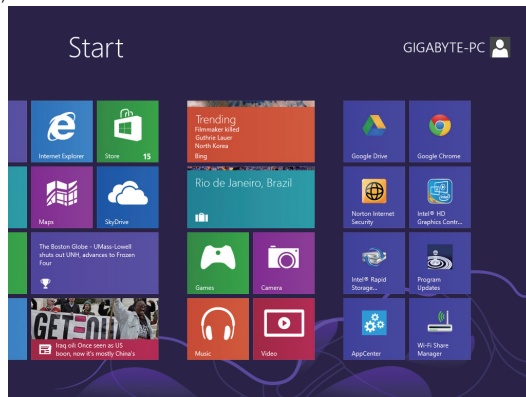 Start
GIGABYTE-PC
Internet Explorer
Store
15
Maps
SkyDrive
The Boston Globe - UMass-Lowell
shuts out UNH, advances to Frozen
Four
GET OU
Iraq oil: Once seen as US
boon, now it's mostly China's
Trending
Filmmaker killed
Guthrie Lauer
North Korea
Bing
Rio de Janeiro, Brazil
Games
Camera
Music
Video
Google Drive
Google Chrome
Norton Internet
Security
Intel® HD
Graphics Contr...
Intel® Rapid
Storage...
Program
Updates
AppCenter
Wi-Fi Share
Manager